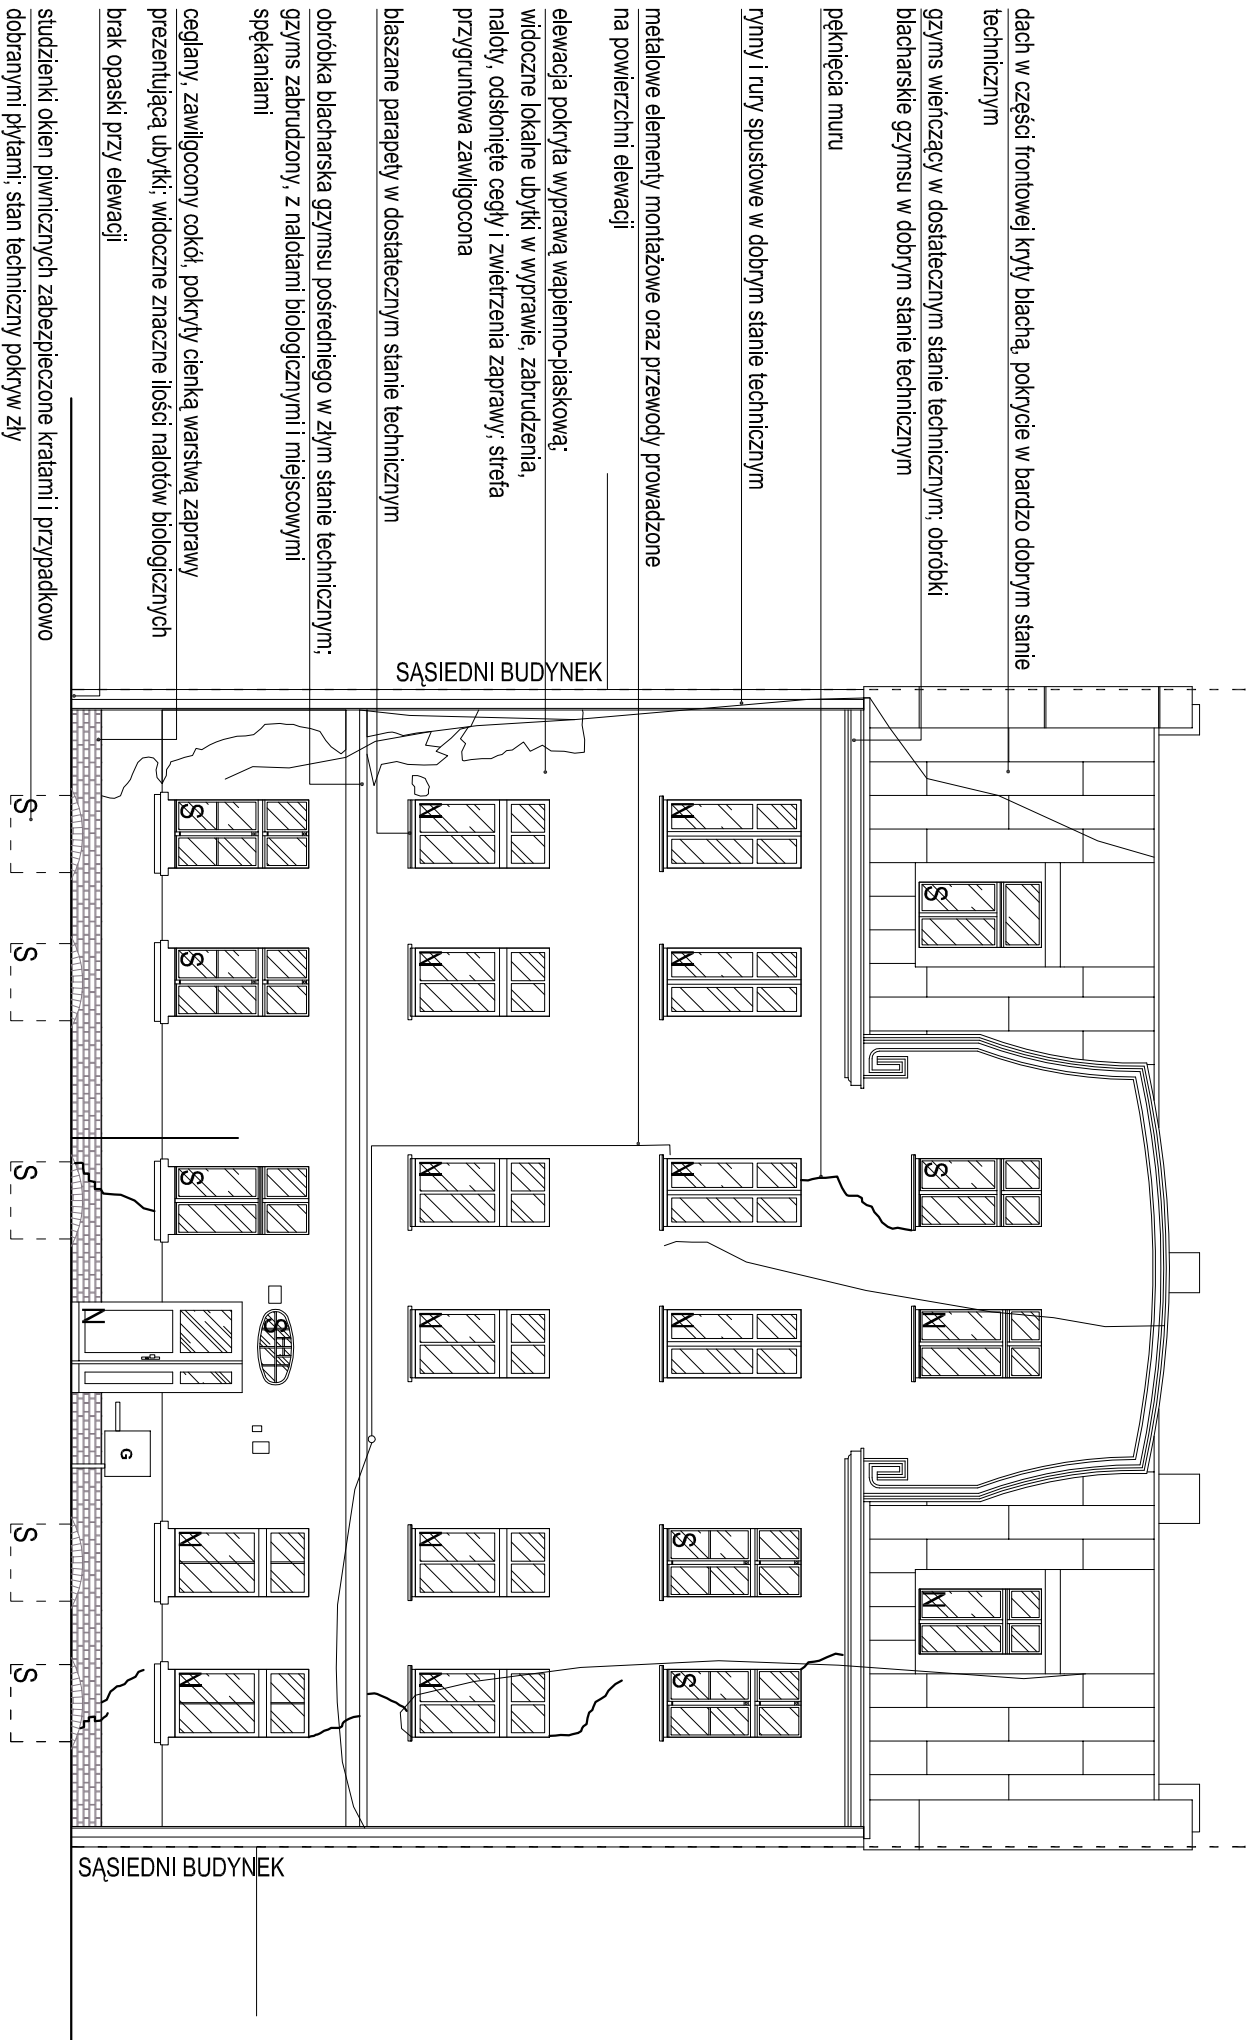 dach w części frontowej kryty blachą, pokrycie w bardzo dobrym stanie
technicznym
gzyms wieńczący w dostatecznym stanie technicznym; obróbki
blacharskie gzymsu w dobrym stanie technicznym
pęknięcia muru
rynny i rury spustowe w dobrym stanie technicznym
metalowe elementy montażowe oraz przewody prowadzone
na powierzchni elewacji
elewacja pokryta wyprawą wapienno-piaskową;
widoczne lokalne ubytki w wyprawie, zabrudzenia,
naloty, odsłonięte cegły i zwietrzenia zaprawy; strefa
przygruntowa zawligocona
blaszane parapety w dostatecznym stanie technicznym
obróbka blacharska gzymsu pośredniego w złym stanie technicznym;
gzyms zabrudzony, z nalotami biologicznymi i miejscowymi
spękaniami
ceglany, zawilgocony cokół, pokryty cienką warstwą zaprawy
prezentującą ubytki; widoczne znaczne ilości nalotów biologicznych
brak opaski przy elewacji
studzienki okien piwnicznych zabezpieczone kratami i przypadkowo
dobranymi płytami; stan techniczny pokryw zły
SĄSIEDNI BUDYNEK
S S N N
N N N N S S
N N N N N N
S S S S N N
N G
S S S S S
SĄSIEDNI BUDYNEK